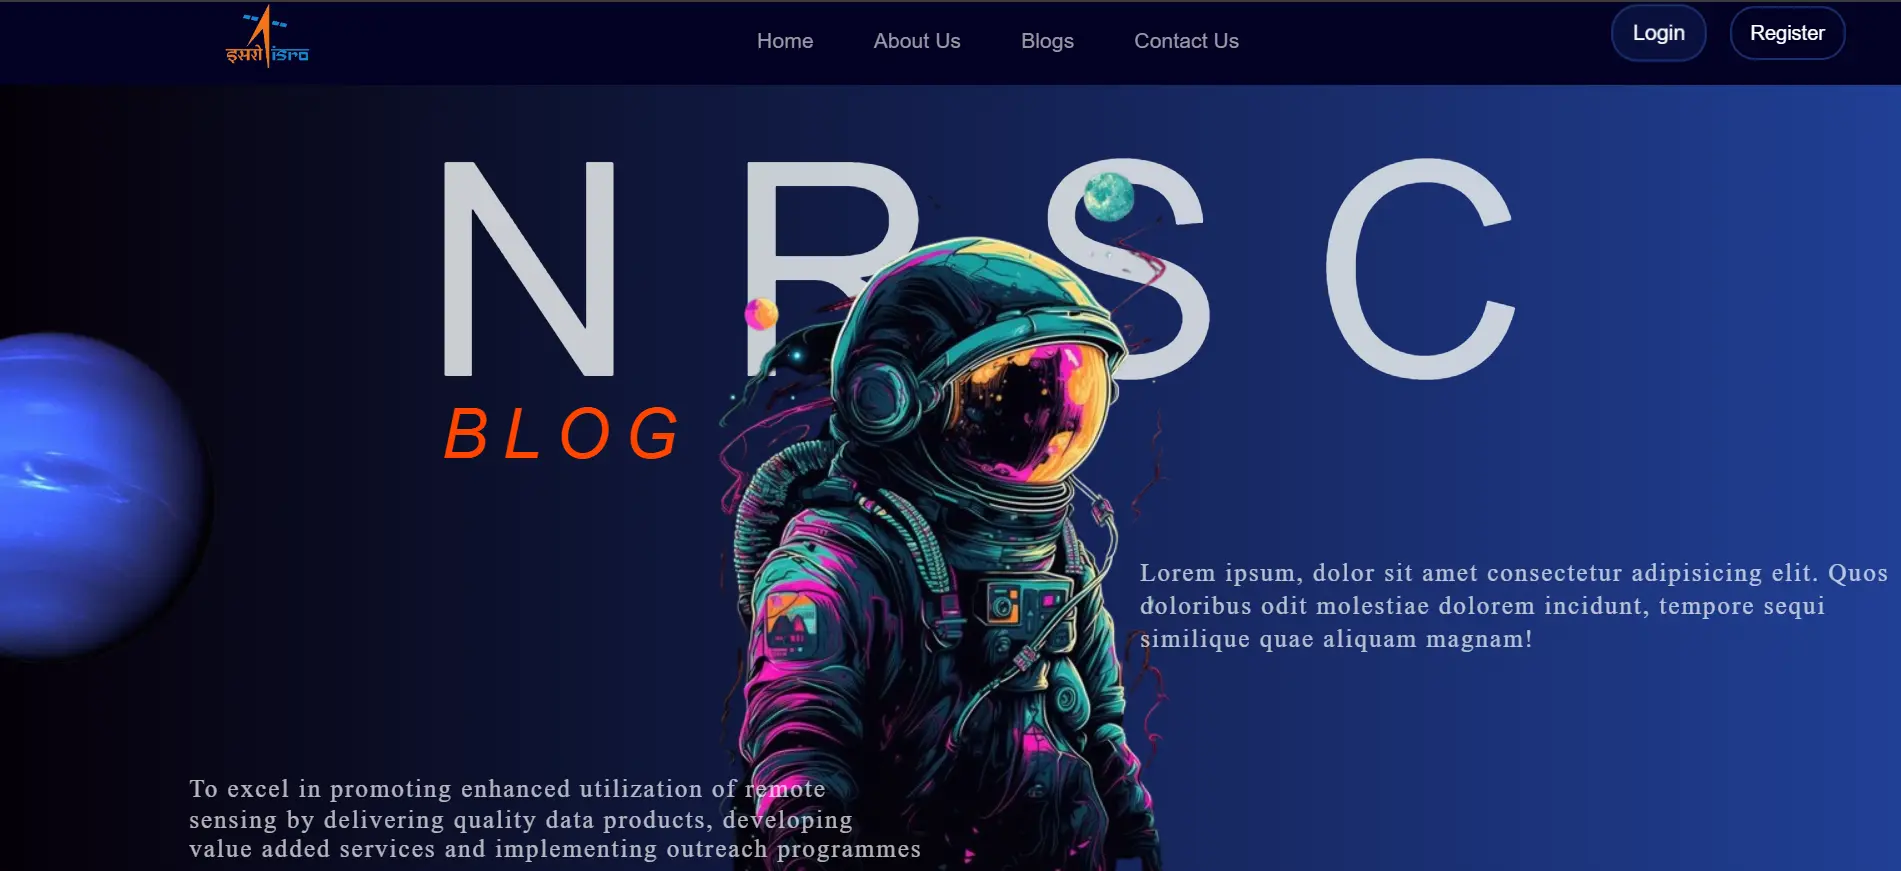 इसरो isro
Home
About Us
Blogs
Contact Us
Login
Register
NRSC
BLOG
Lorem ipsum, dolor sit amet consectetur adipisicing elit. Quos
doloribus odit molestiae dolorem incidunt, tempore sequi
similique quae aliquam magnam!
To excel in promoting enhanced utilization of remote
sensing by delivering quality data products, developing
value added services and implementing outreach programmes